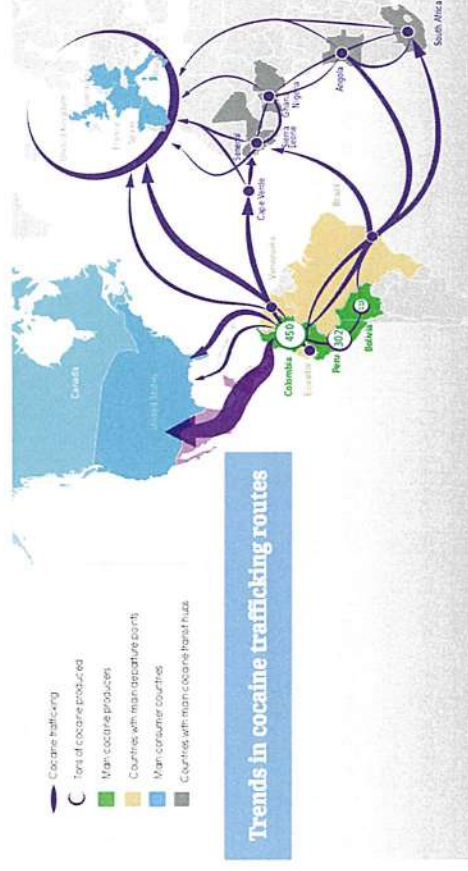 Cocaine trafficking
Tons of cocaine produced
Main cocaine producers
Countries with main departure points
Main consumer countries
Countries with main cocaine transit hubs
Trends in cocaine trafficking routes
Canada
United States
Colombia
450
Ecuador
Peru
302
Bolivia
Venezuela
Brazil
Cape Verde
Senegal
Sierra
Leone
Ghana
Nigeria
Angola
South Africa
United Kingdom
France
Spain